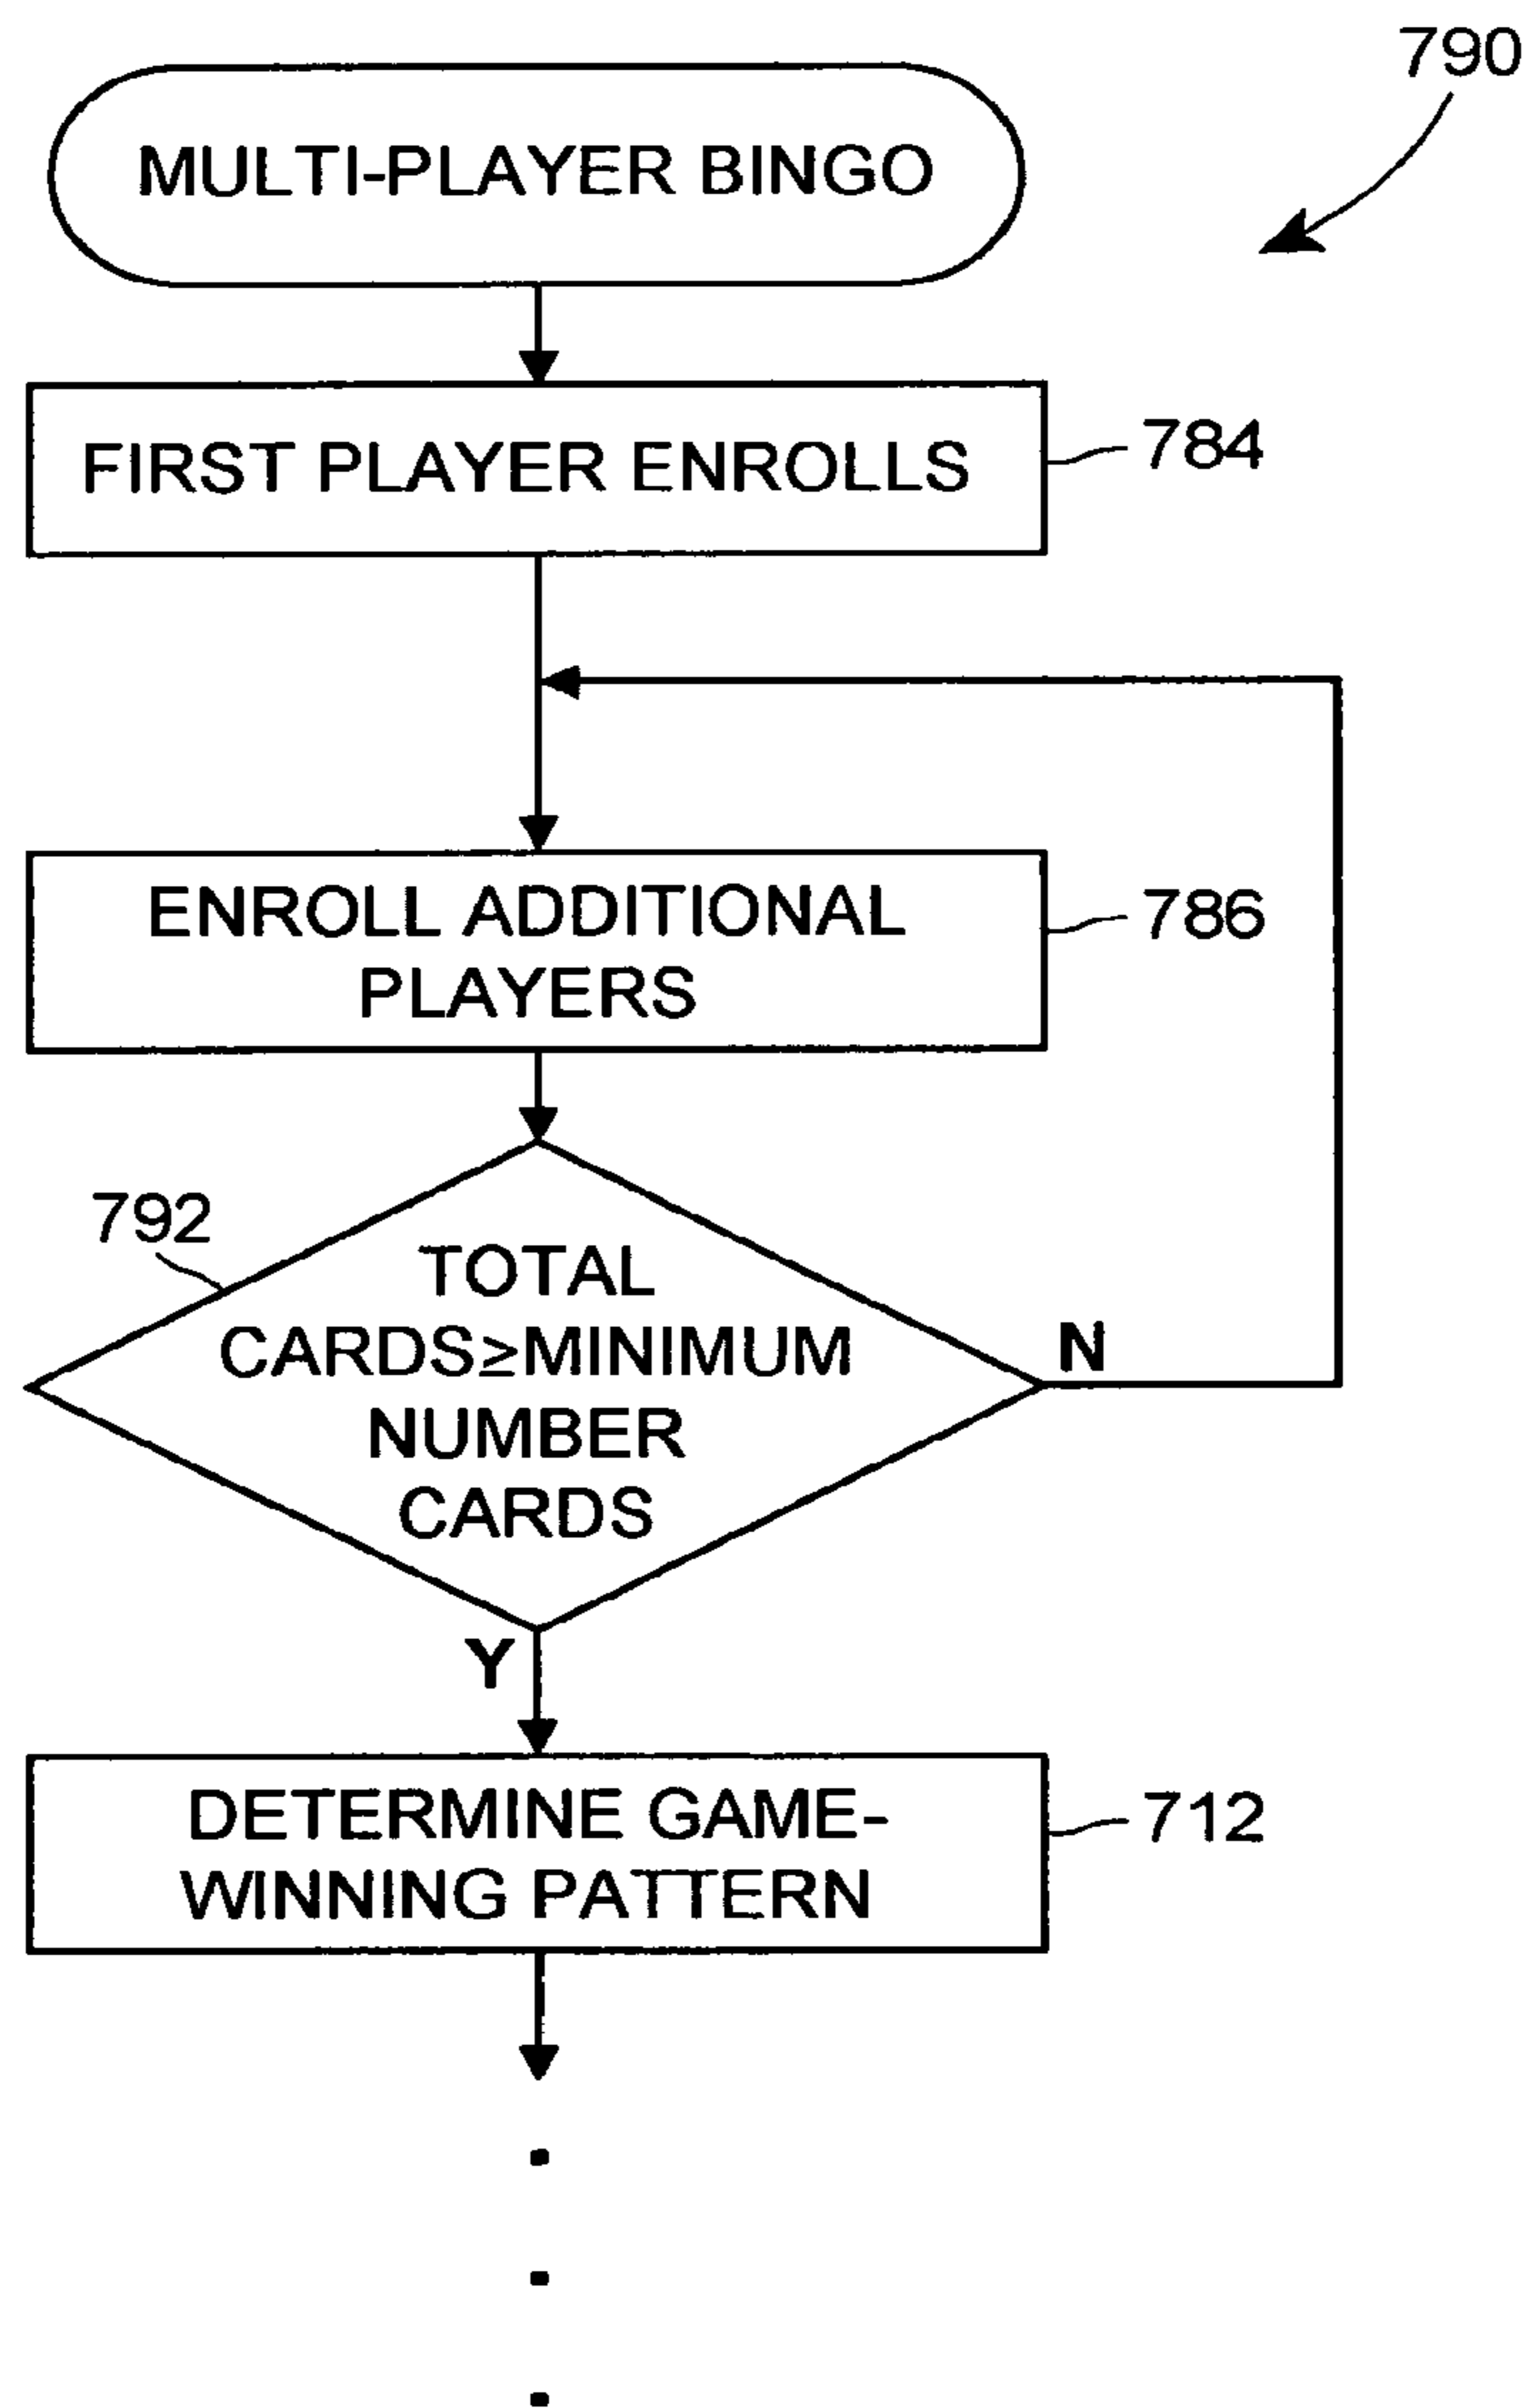 790
MULTI-PLAYER BINGO
FIRST PLAYER ENROLLS
784
ENROLL ADDITIONAL
PLAYERS
786
792
TOTAL
CARDS≥MINIMUM
NUMBER
CARDS
N
Y
DETERMINE GAME-
WINNING PATTERN
712